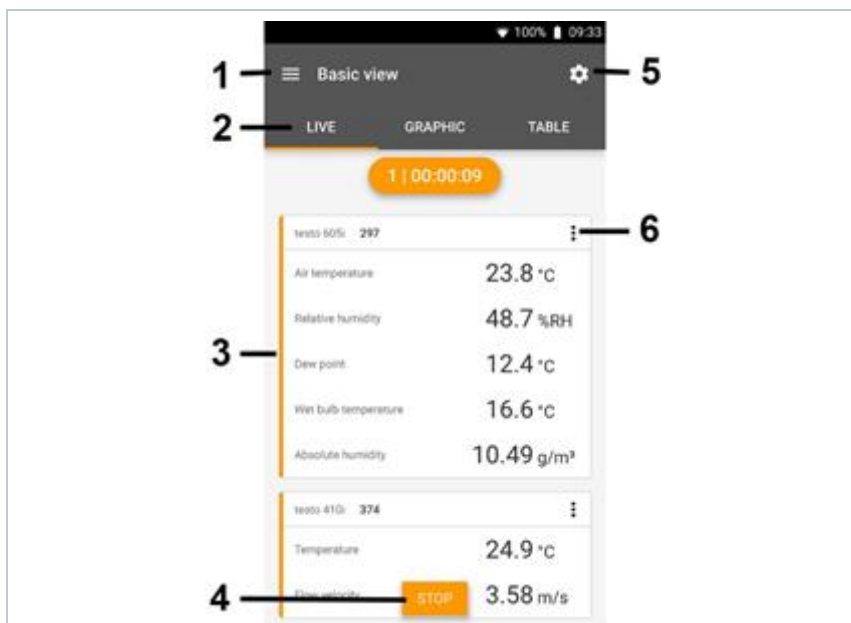 100% 09:33
1 Basic view 5
2 LIVE GRAPHIC TABLE
1 | 00:00:09
testo 605i 297 6
Air temperature 23.8 °C
Relative humidity 48.7 %RH
3
Dew point 12.4 °C
Wet bulb temperature 16.6 °C
Absolute humidity 10.49 g/m³
testo 410i 374
Temperature 24.9 °C
4 Flow velocity STOP 3.58 m/s